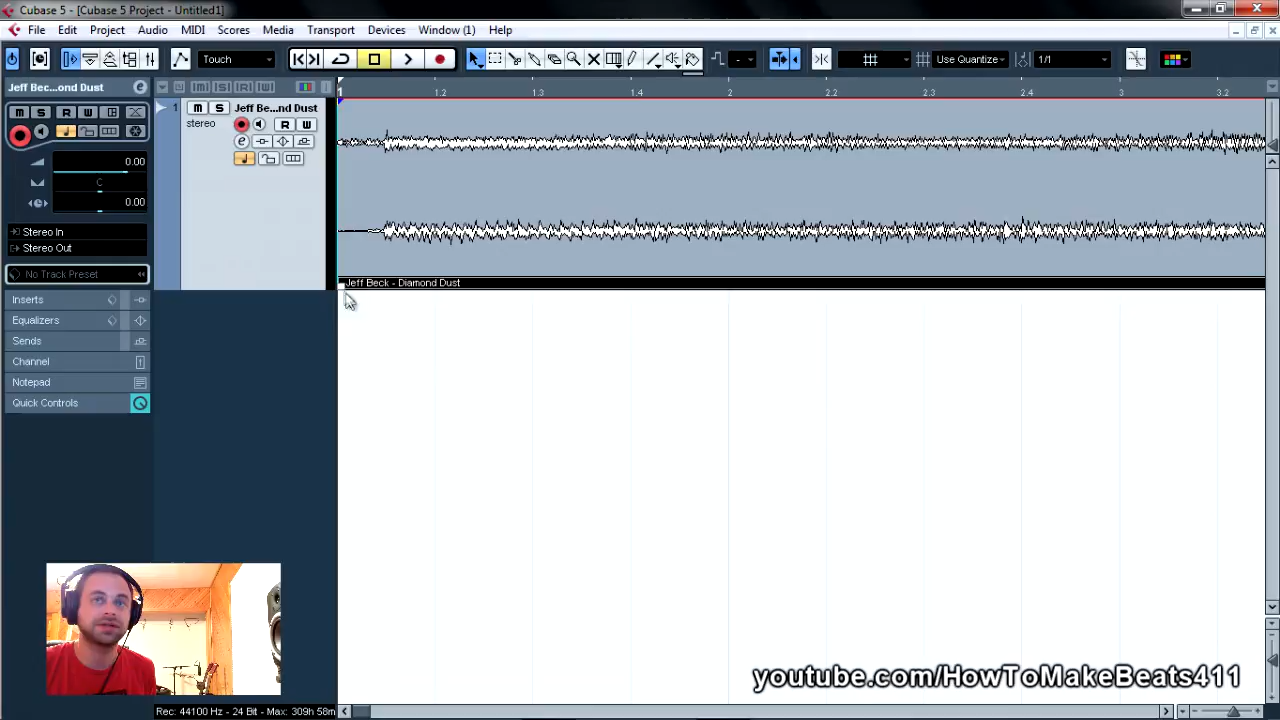 Cubase 5 - [Cubase 5 Project - Untitled1]
File Edit Project Audio MIDI Scores Media Transport Devices Window (1) Help
Touch
Use Quantize
1/1
Jeff Bec...ond Dust
1 1.2 1.3 1.4 2 2.2 2.3 2.4 3 3.2
1 M S Jeff Be...nd Dust
stereo
R W
M S R W
0.00
C
0.00
Stereo In
Stereo Out
No Track Preset
Jeff Beck - Diamond Dust
Inserts
Equalizers
Sends
Channel
Notepad
Quick Controls
youtube.com/HowToMakeBeats411
Rec: 44100 Hz - 24 Bit - Max: 309h 58m